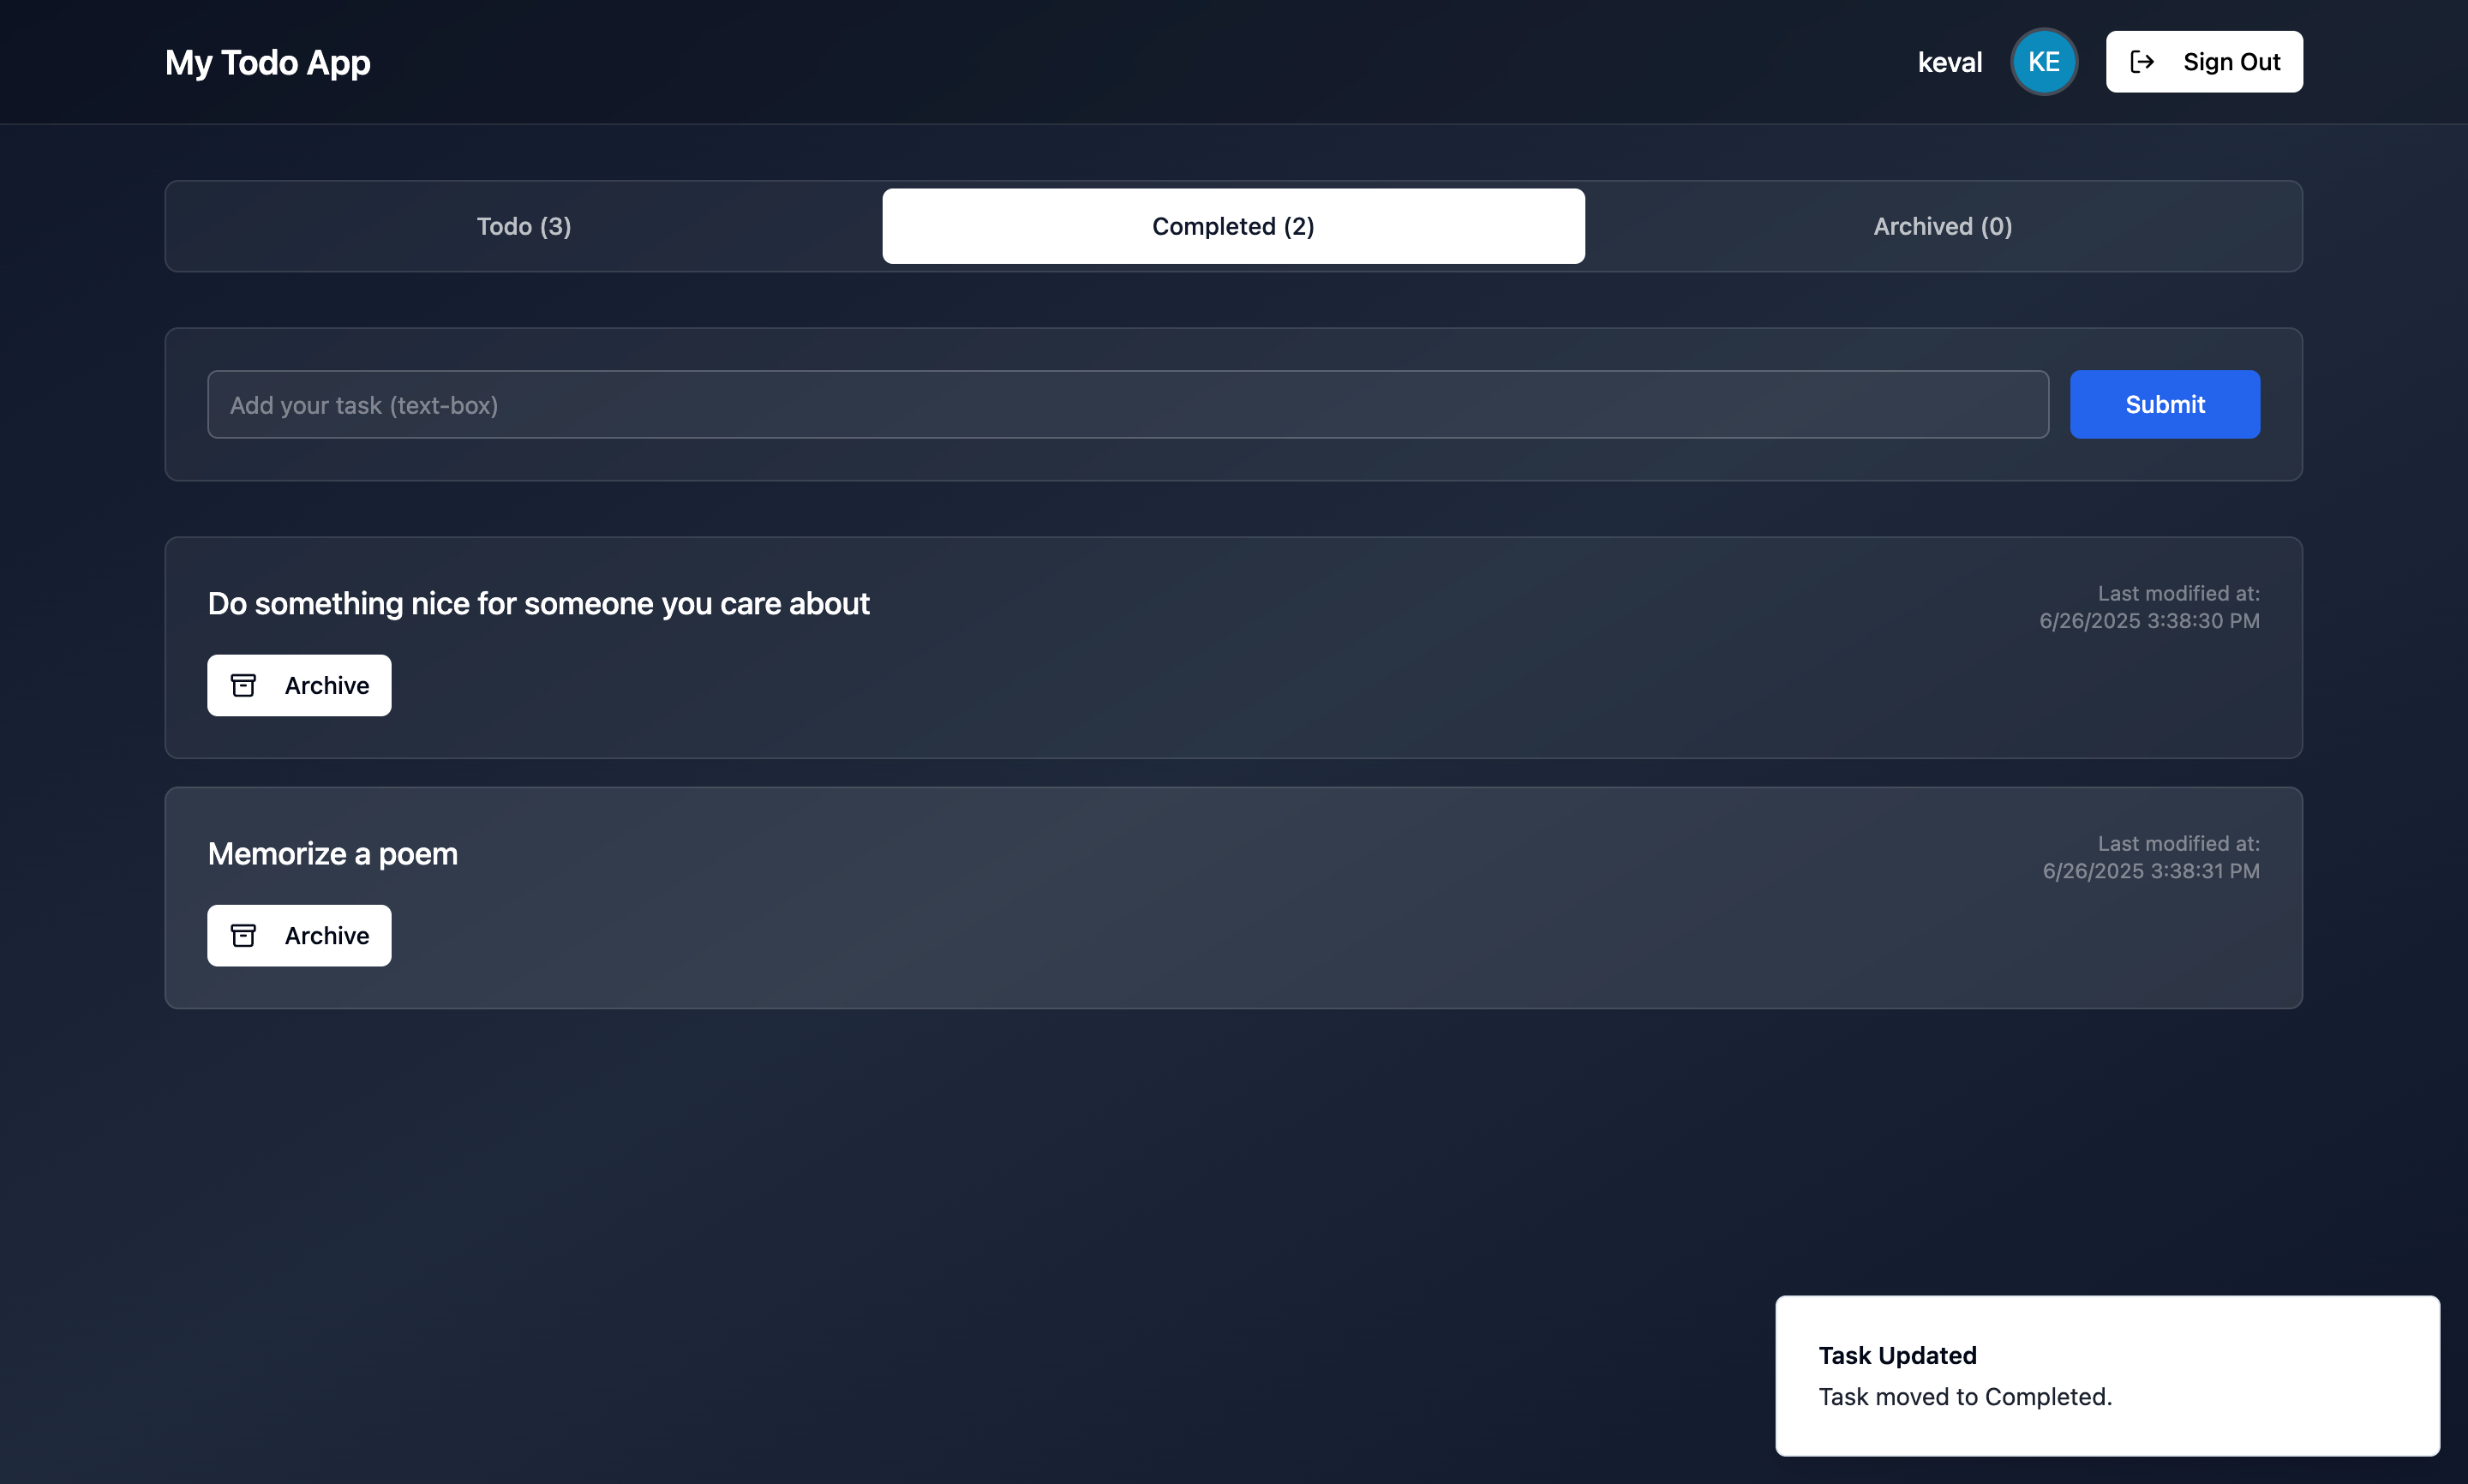 My Todo App
keval
KE
Sign Out
Todo (3)
Completed (2)
Archived (0)
Add your task (text-box)
Submit
Do something nice for someone you care about
Last modified at:
6/26/2025 3:38:30 PM
Archive
Memorize a poem
Last modified at:
6/26/2025 3:38:31 PM
Archive
Task Updated
Task moved to Completed.